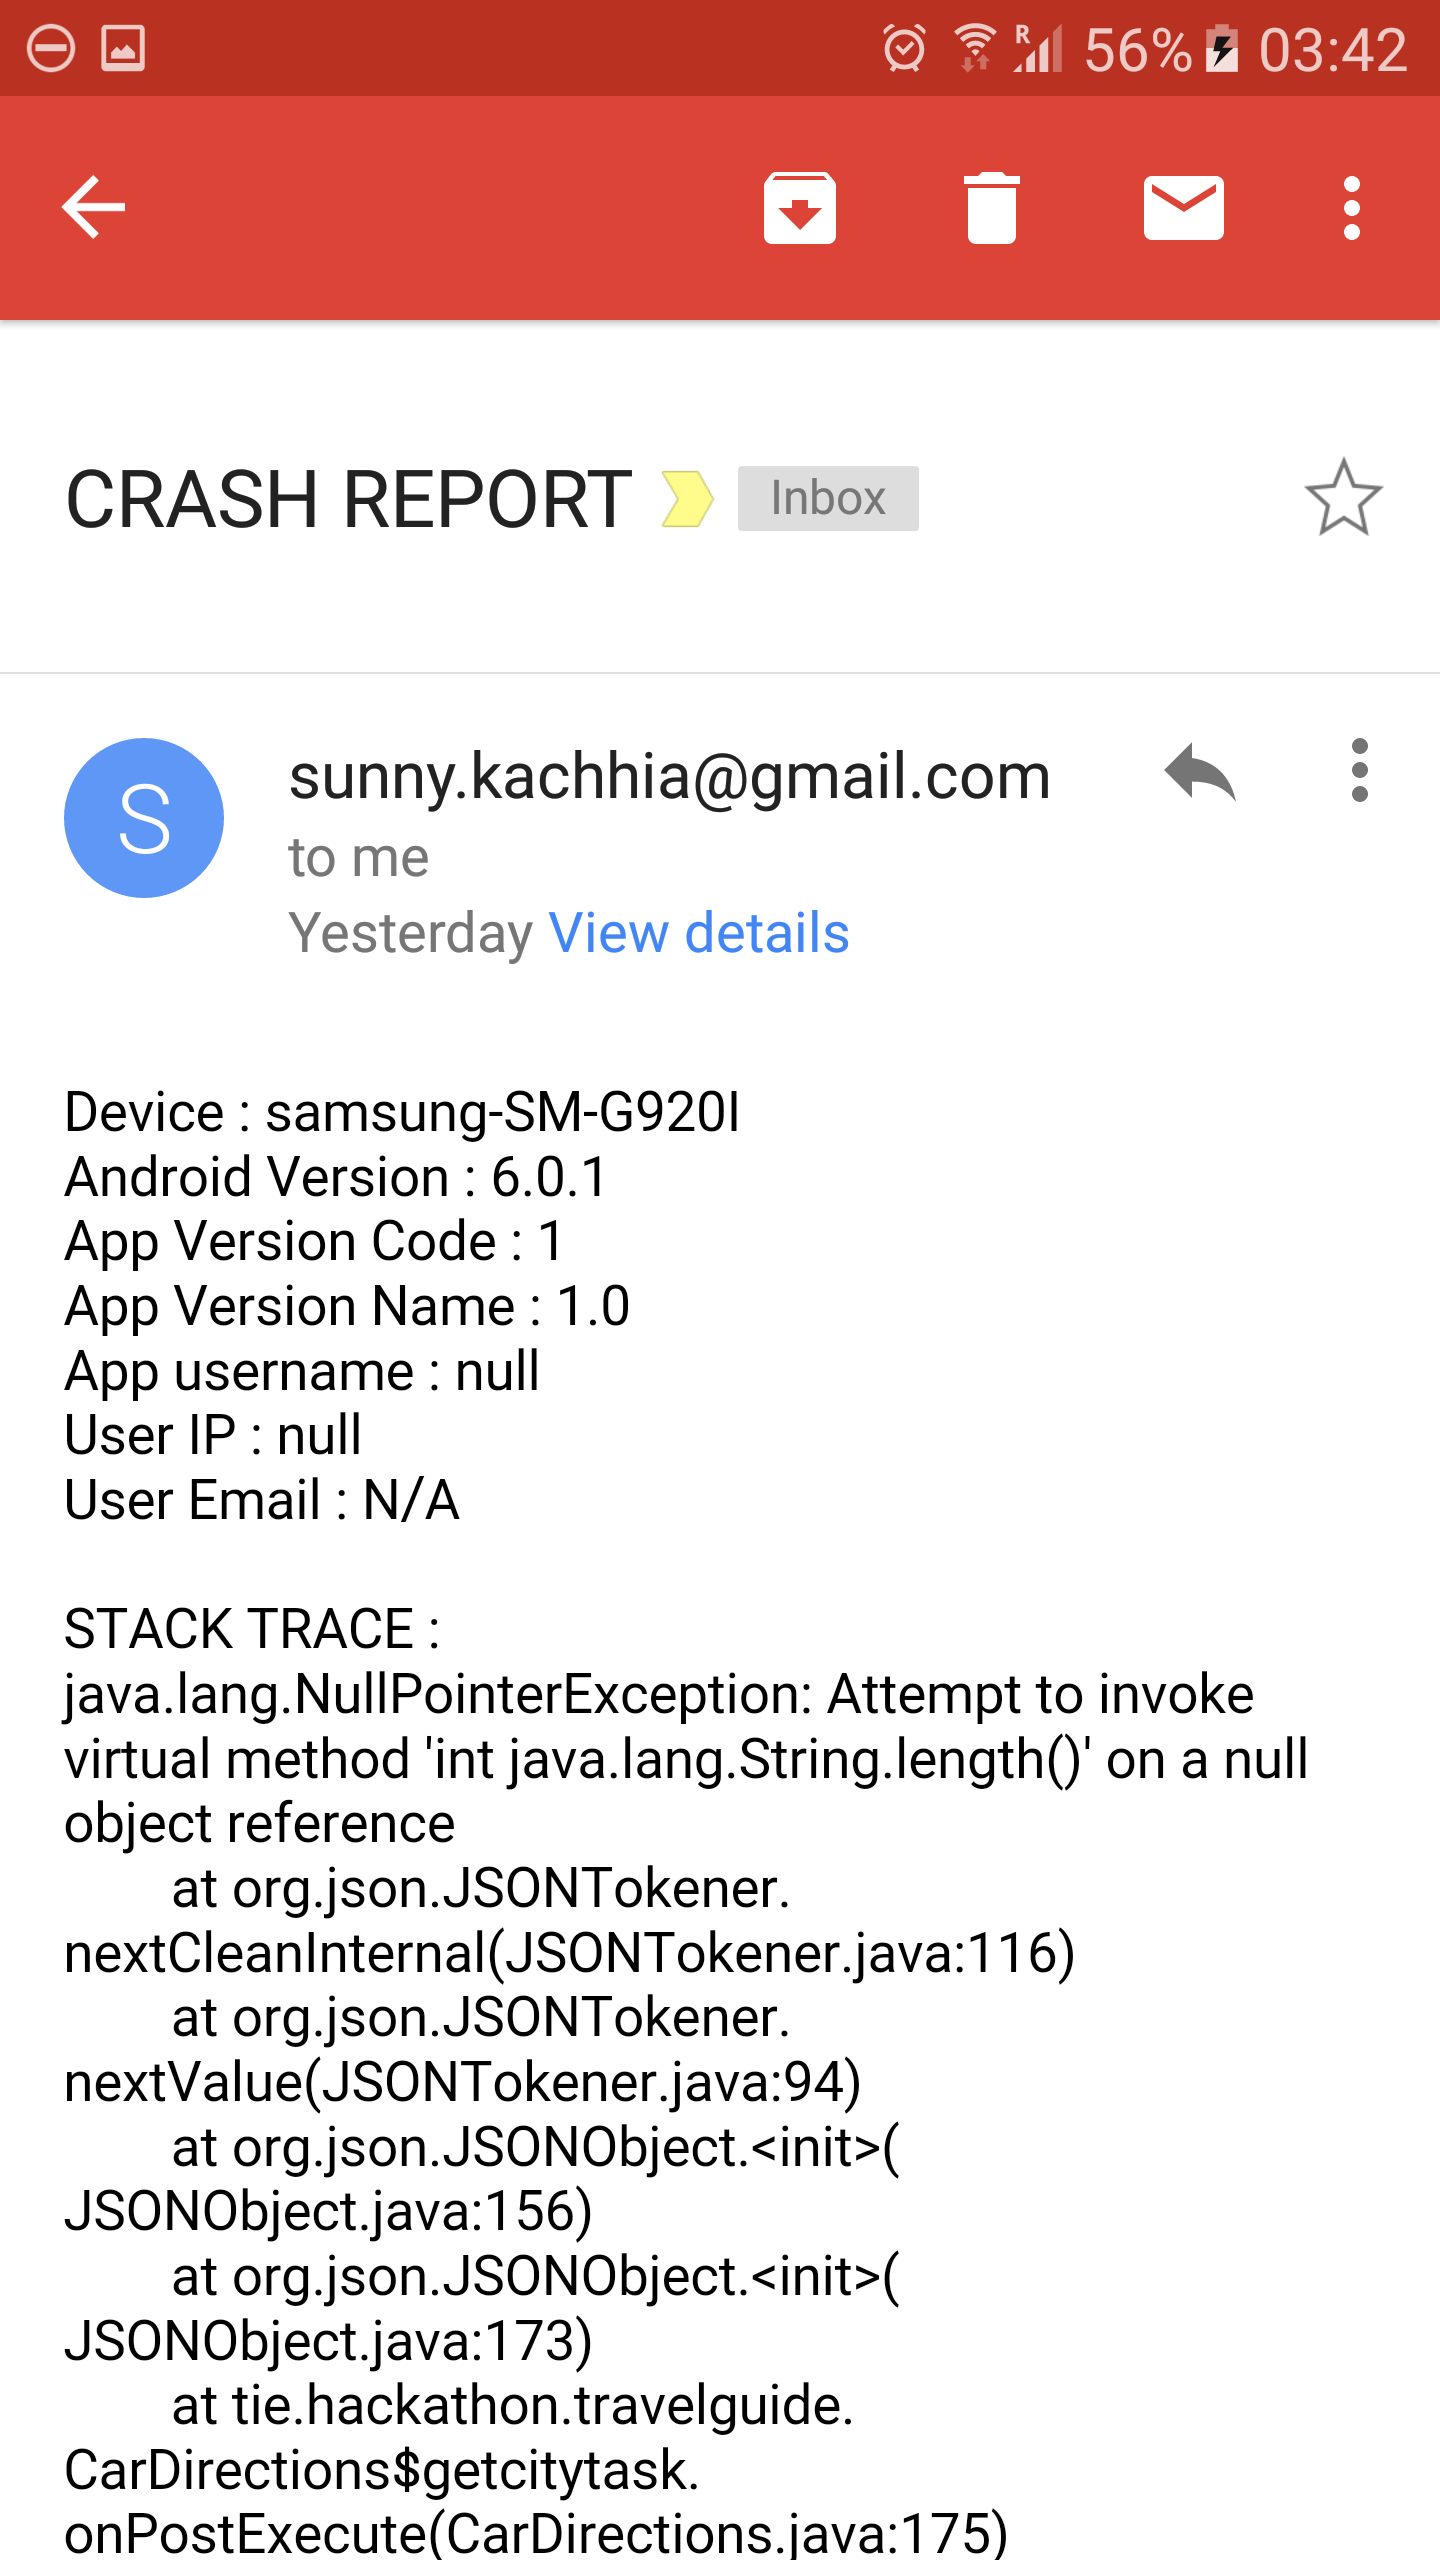 R 56% 03:42
CRASH REPORT Inbox
S
sunny.kachhia@gmail.com
to me
Yesterday View details
Device : samsung-SM-G920I
Android Version : 6.0.1
App Version Code : 1
App Version Name : 1.0
App username : null
User IP : null
User Email : N/A
STACK TRACE :
java.lang.NullPointerException: Attempt to invoke
virtual method 'int java.lang.String.length()' on a null
object reference
at org.json.JSONTokener.
nextCleanInternal(JSONTokener.java:116)
at org.json.JSONTokener.
nextValue(JSONTokener.java:94)
at org.json.JSONObject.<init>(
JSONObject.java:156)
at org.json.JSONObject.<init>(
JSONObject.java:173)
at tie.hackathon.travelguide.
CarDirections$getcitytask.
onPostExecute(CarDirections.java:175)